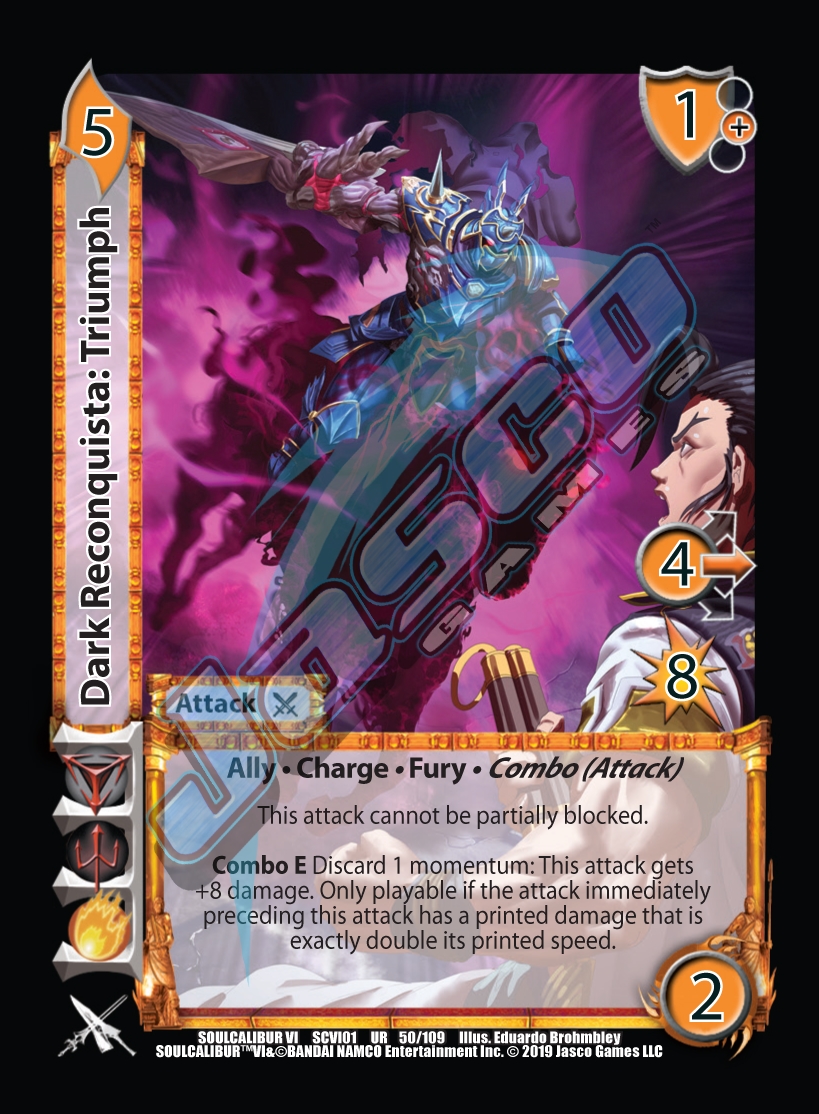 5
1
+
Dark Reconquista: Triumph
TM
JASCO
GAMES
4
8
Attack
Ally • Charge • Fury • Combo (Attack)
This attack cannot be partially blocked.
Combo E Discard 1 momentum: This attack gets
+8 damage. Only playable if the attack immediately
preceding this attack has a printed damage that is
exactly double its printed speed.
2
SOULCALIBUR VI SCVI01 UR 50/109 Illus. Eduardo Brohmbley
SOULCALIBUR™VI&©BANDAI NAMCO Entertainment Inc. © 2019 Jasco Games LLC